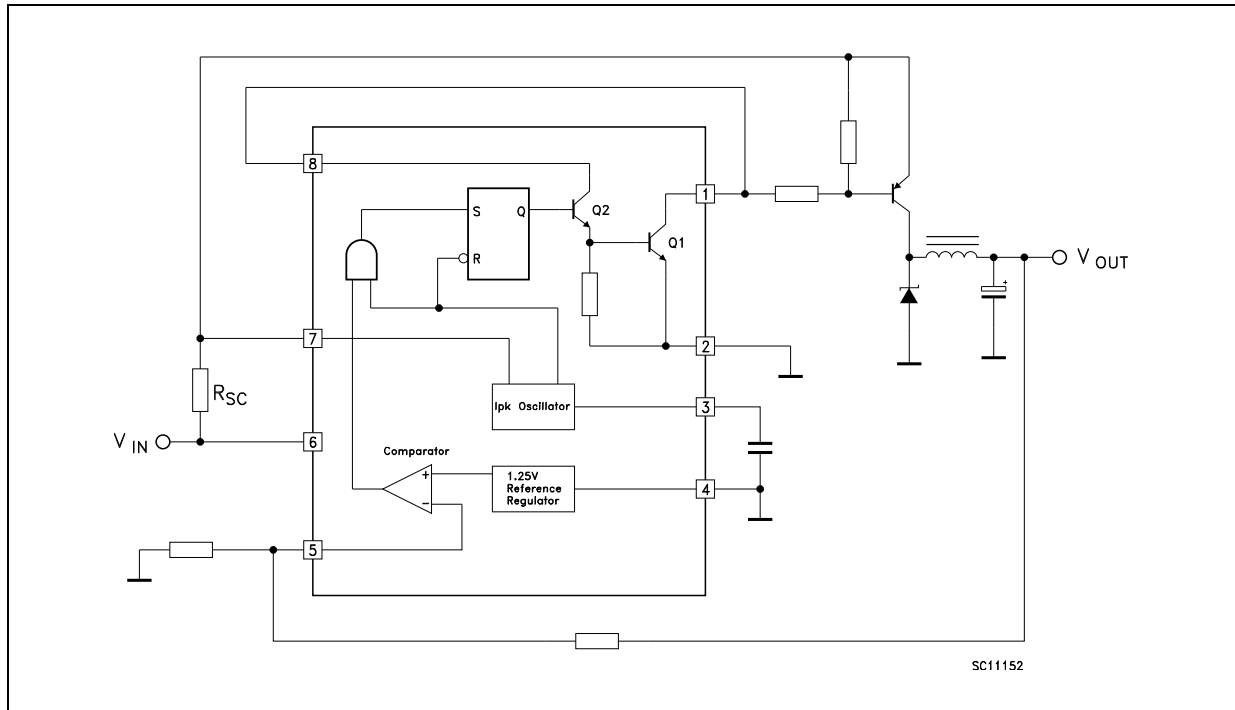 8
1
S
Q
Q2
Q1
R
7
2
R SC
Ipk Oscillator
3
V IN
6
Comparator
+
−
1.25V
Reference
Regulator
4
5
V OUT
+
SC11152